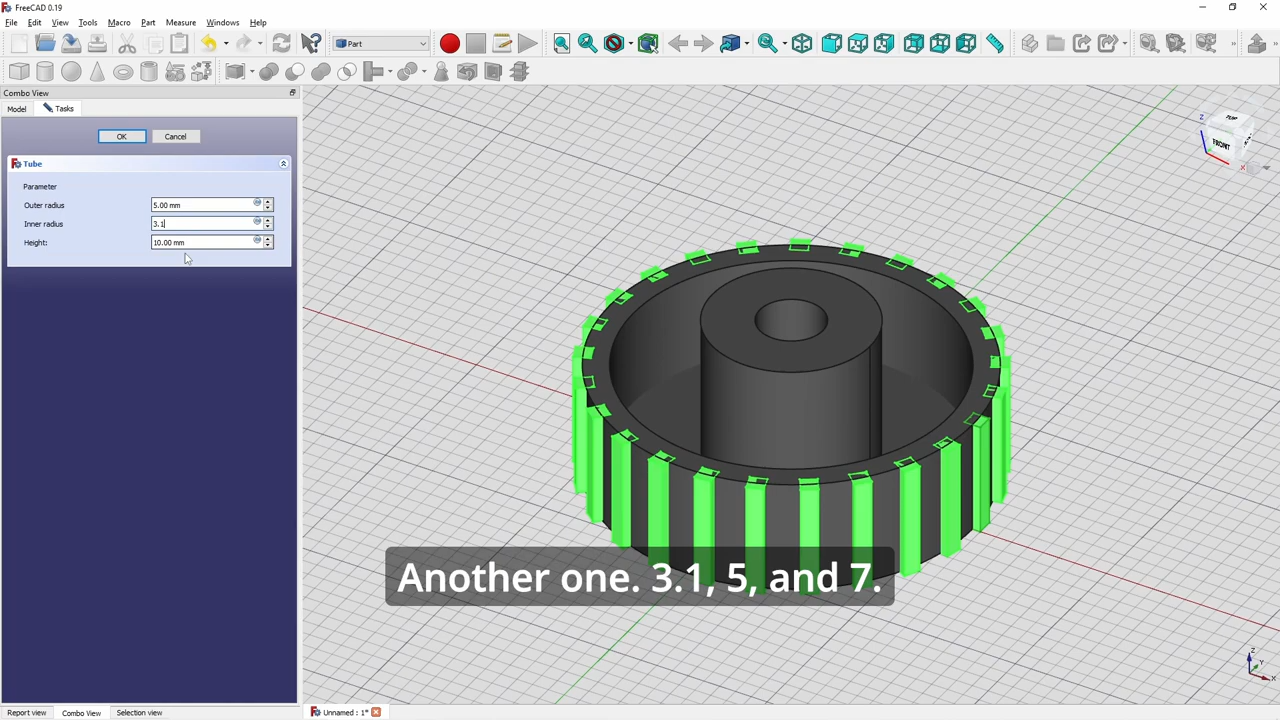 FreeCAD 0.19
File Edit View Tools Macro Part Measure Windows Help
Part
Combo View
Model Tasks
OK Cancel
Tube
Parameter
Outer radius 5.00 mm
Inner radius 3.1
Height: 10.00 mm
FRONT
Z
X
Another one. 3.1, 5, and 7.
Z
Y
X
Report view Combo View Selection view
Unnamed : 1*